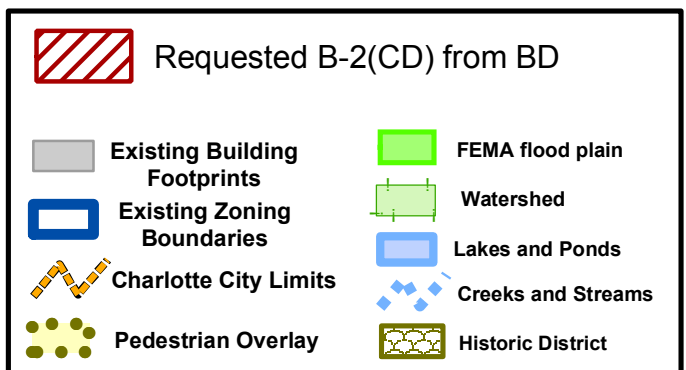 Requested B-2(CD) from BD
Existing Building
Footprints
Existing Zoning
Boundaries
Charlotte City Limits
Pedestrian Overlay
FEMA flood plain
Watershed
Lakes and Ponds
Creeks and Streams
Historic District